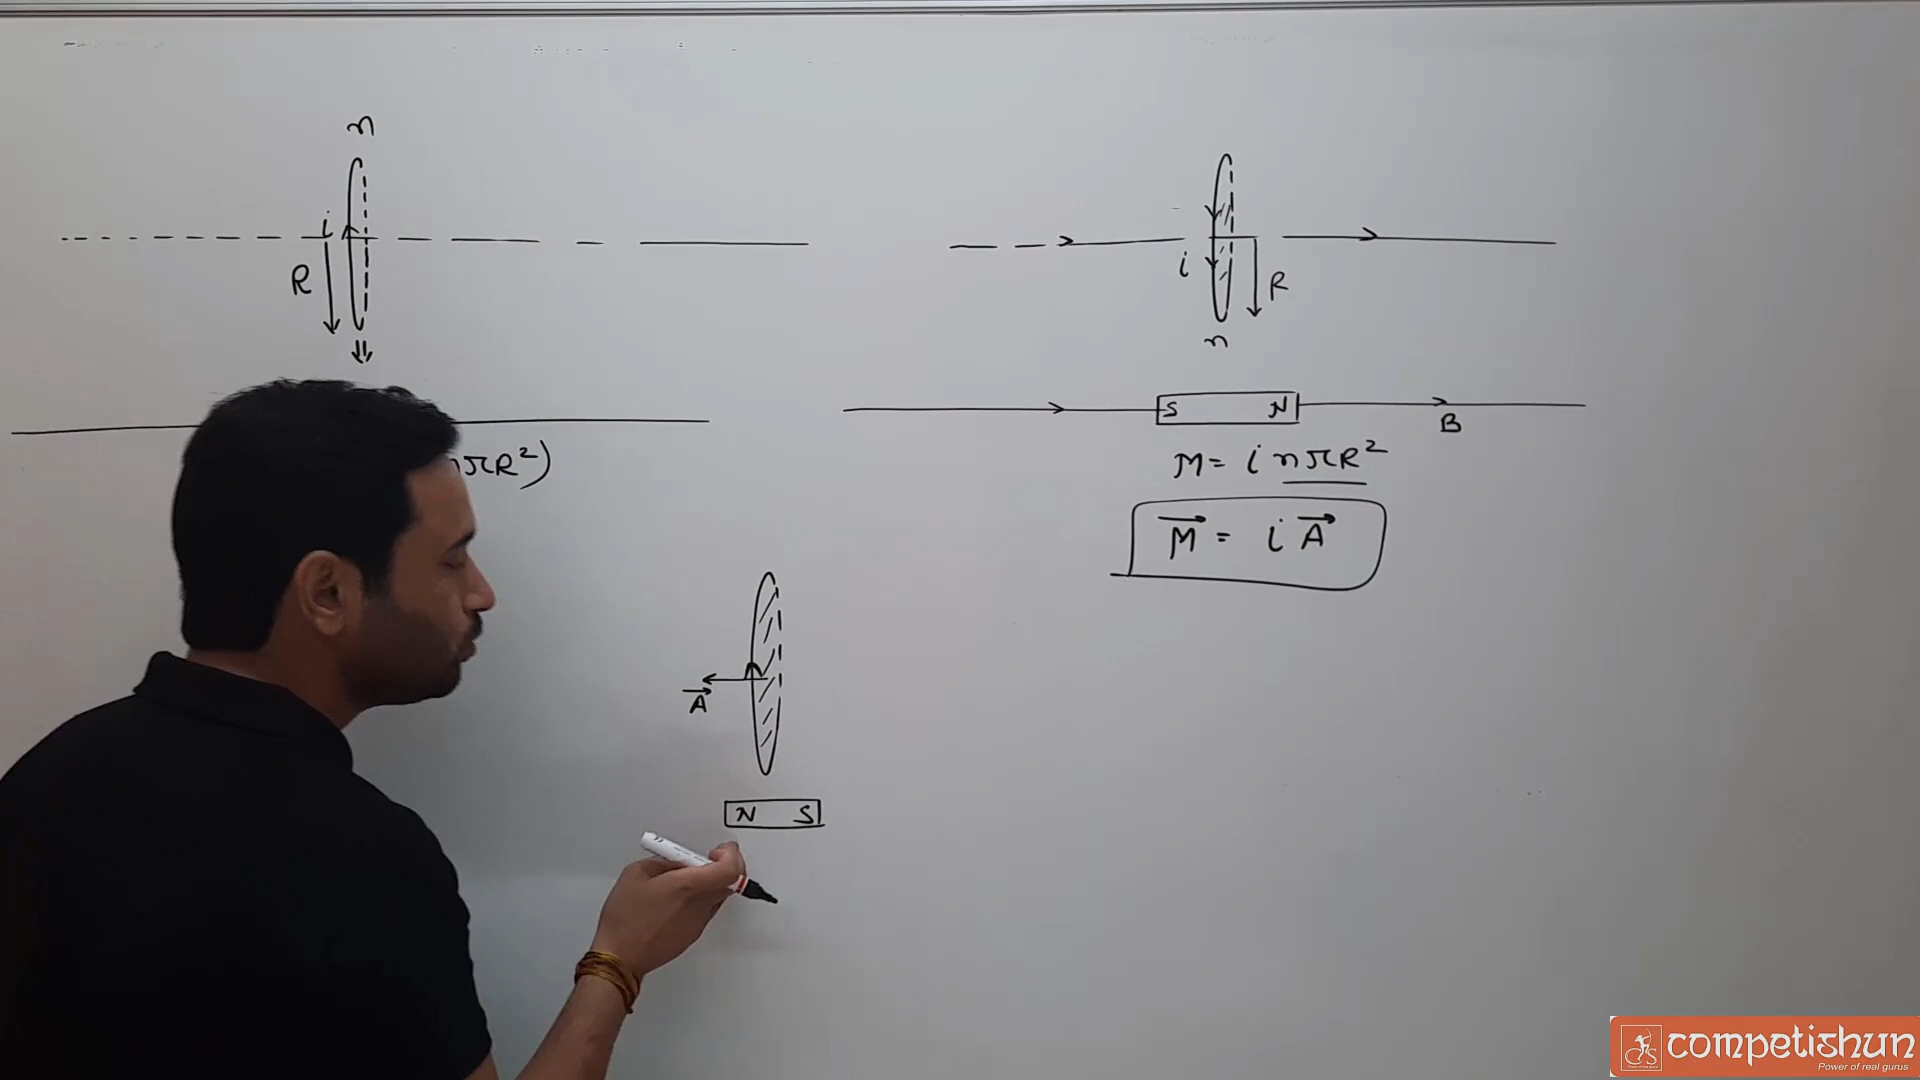 n
i
R
πR²)
i
R
n
S N
B
M = i nπR²
M⃗ = i A⃗
A⃗
N S
competishun
Power of real gurus